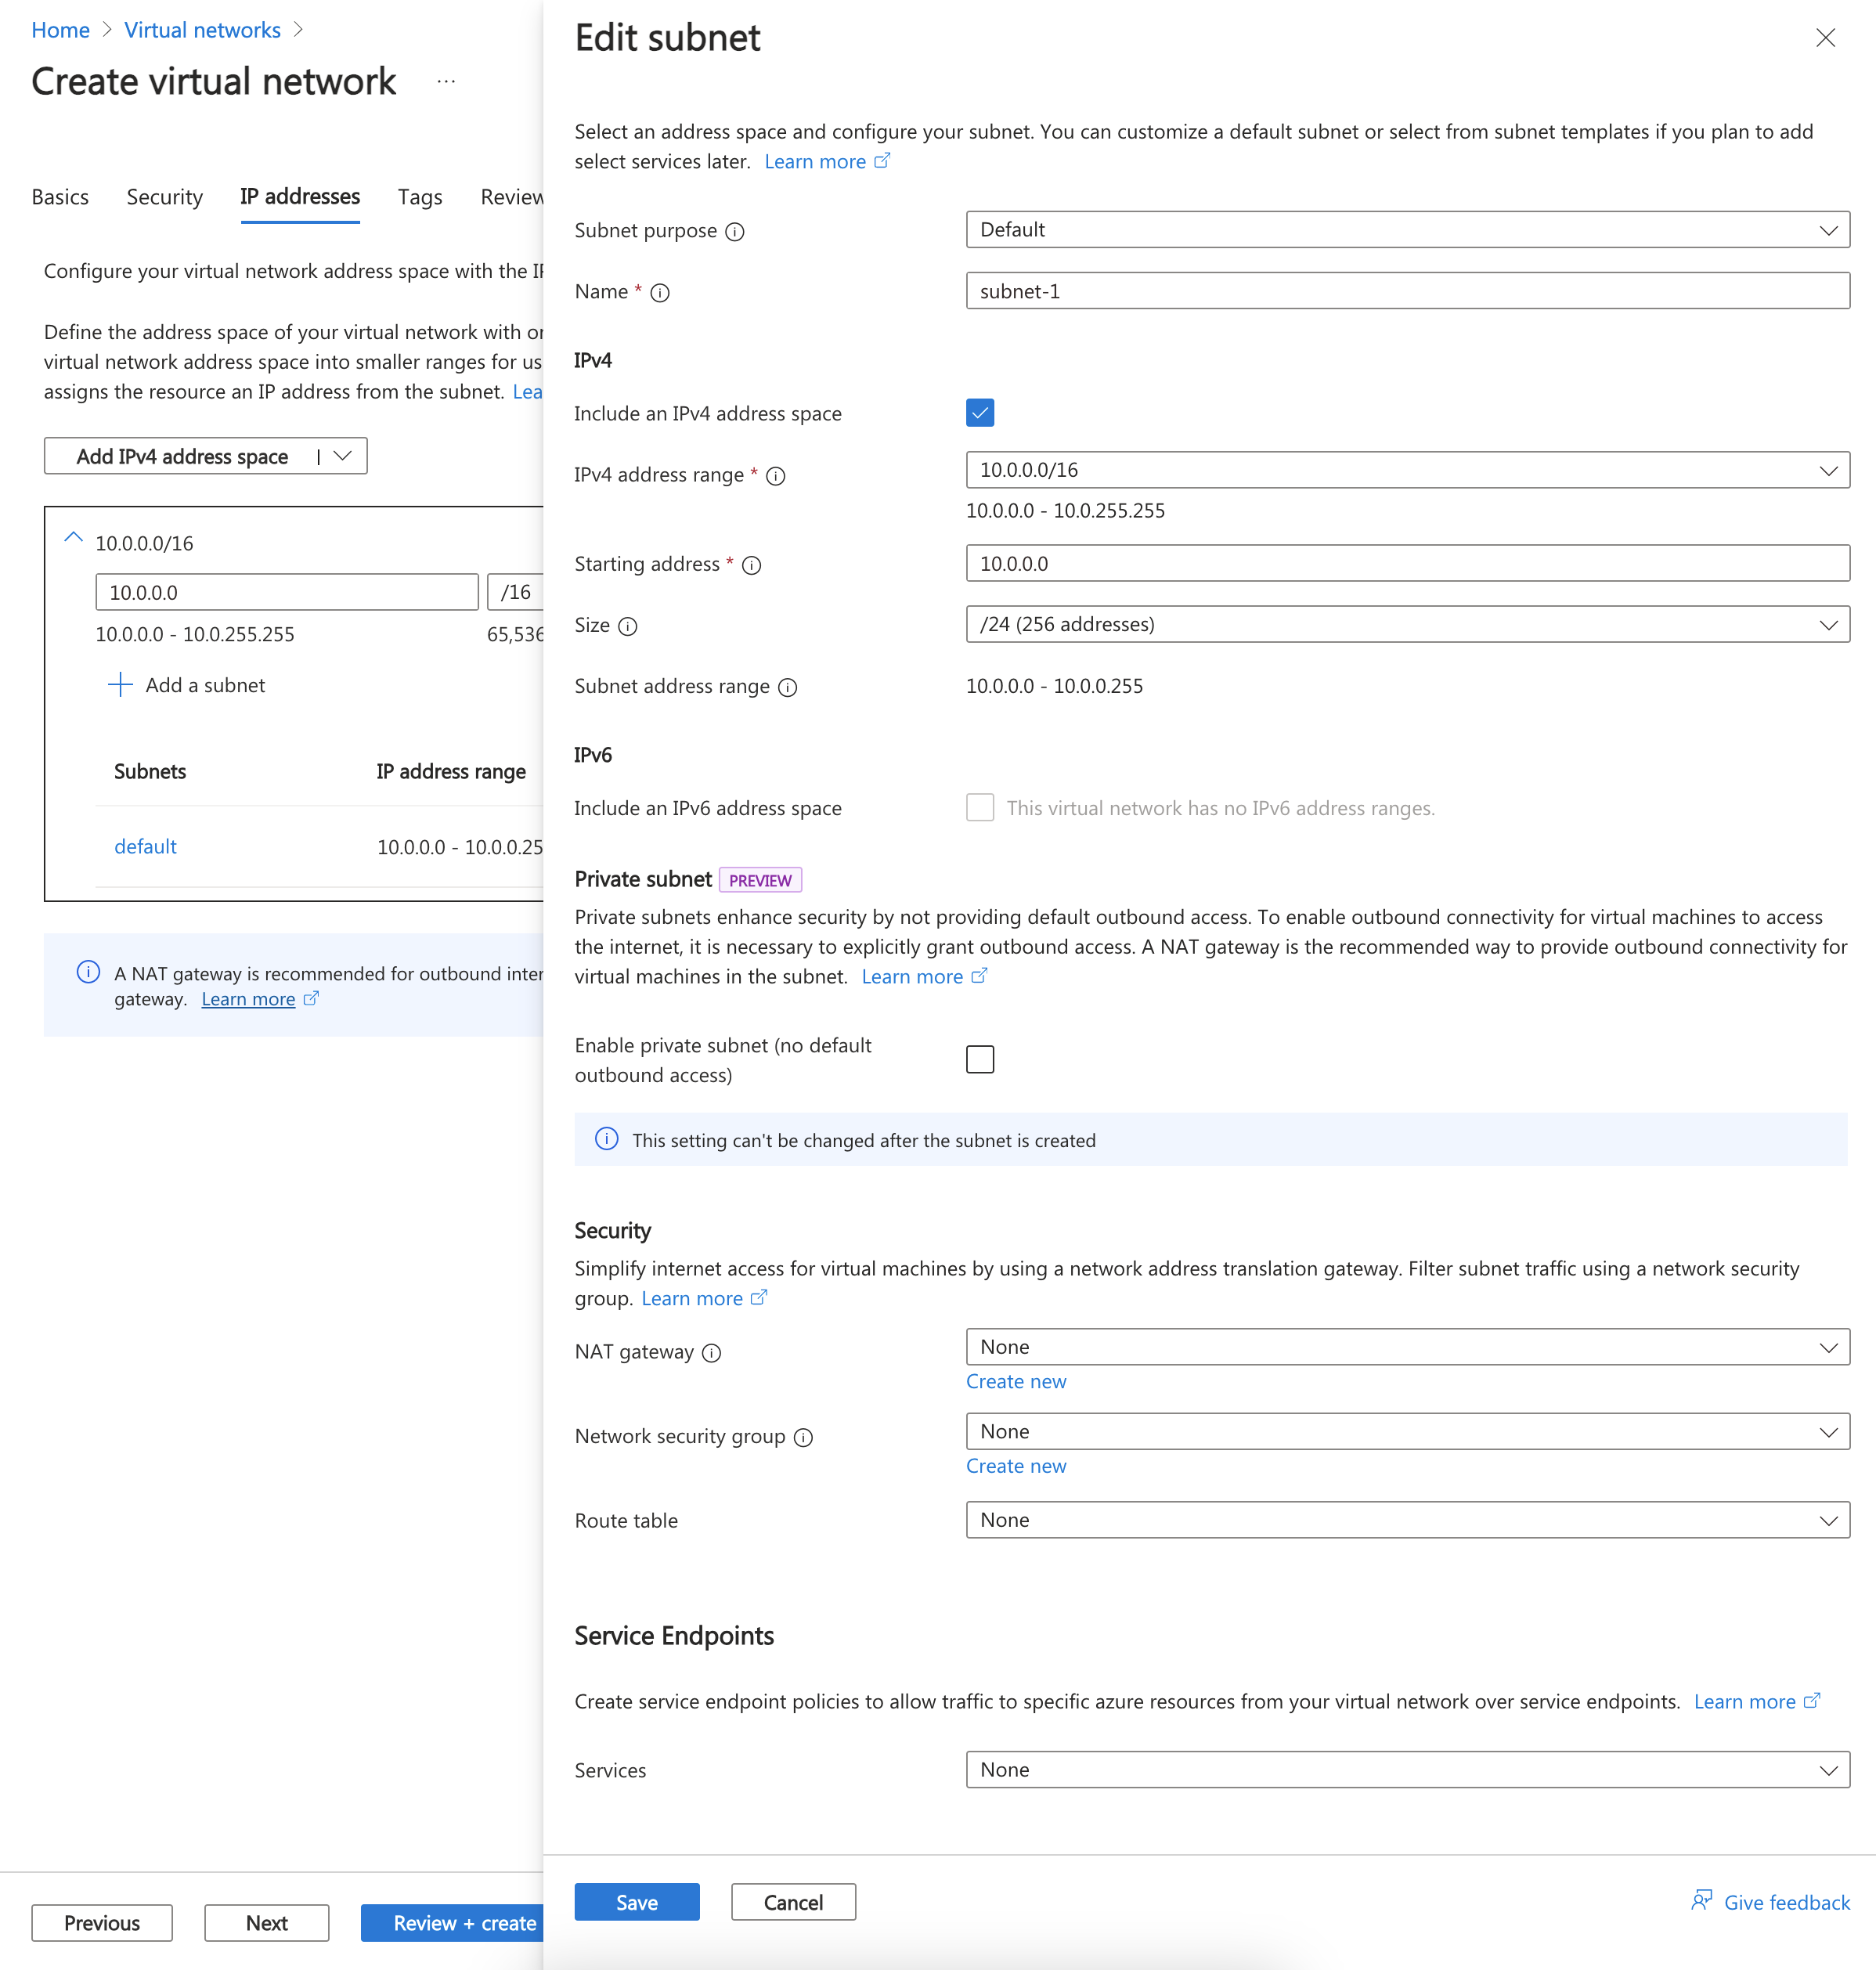 Home > Virtual networks >
Create virtual network ...
Basics Security IP addresses Tags Review
Configure your virtual network address space with the
Define the address space of your virtual network with
virtual network address space into smaller ranges for
assigns the resource an IP address from the subnet.
Add IPv4 address space |
10.0.0.0/16
10.0.0.0 /16
10.0.0.0 - 10.0.255.255 65,536
Add a subnet
Subnets IP address range
default 10.0.0.0 - 10.0.0.25
A NAT gateway is recommended for outbound
gateway. Learn more
Previous Next Review + create
Edit subnet
Select an address space and configure your subnet. You can customize a default subnet or select from subnet templates if you plan to add
select services later. Learn more
Subnet purpose Default
Name * subnet-1
IPv4
Include an IPv4 address space
IPv4 address range * 10.0.0.0/16
10.0.0.0 - 10.0.255.255
Starting address * 10.0.0.0
Size /24 (256 addresses)
Subnet address range 10.0.0.0 - 10.0.0.255
IPv6
Include an IPv6 address space This virtual network has no IPv6 address ranges.
Private subnet PREVIEW
Private subnets enhance security by not providing default outbound access. To enable outbound connectivity for virtual machines to access
the internet, it is necessary to explicitly grant outbound access. A NAT gateway is the recommended way to provide outbound connectivity for
virtual machines in the subnet. Learn more
Enable private subnet (no default
outbound access)
This setting can't be changed after the subnet is created
Security
Simplify internet access for virtual machines by using a network address translation gateway. Filter subnet traffic using a network security
group. Learn more
NAT gateway None
Create new
Network security group None
Create new
Route table None
Service Endpoints
Create service endpoint policies to allow traffic to specific azure resources from your virtual network over service endpoints. Learn more
Services None
Save Cancel Give feedback